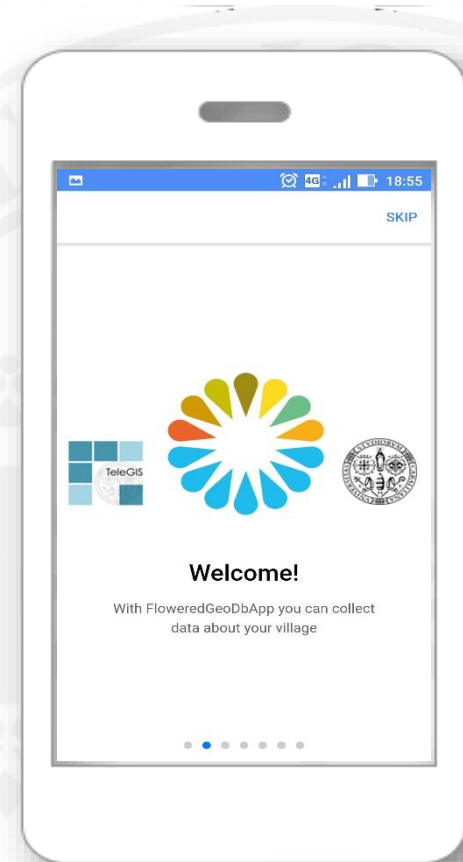 4G 18:55
SKIP
TeleGIS
Welcome!
With FloweredGeoDbApp you can collect
data about your village